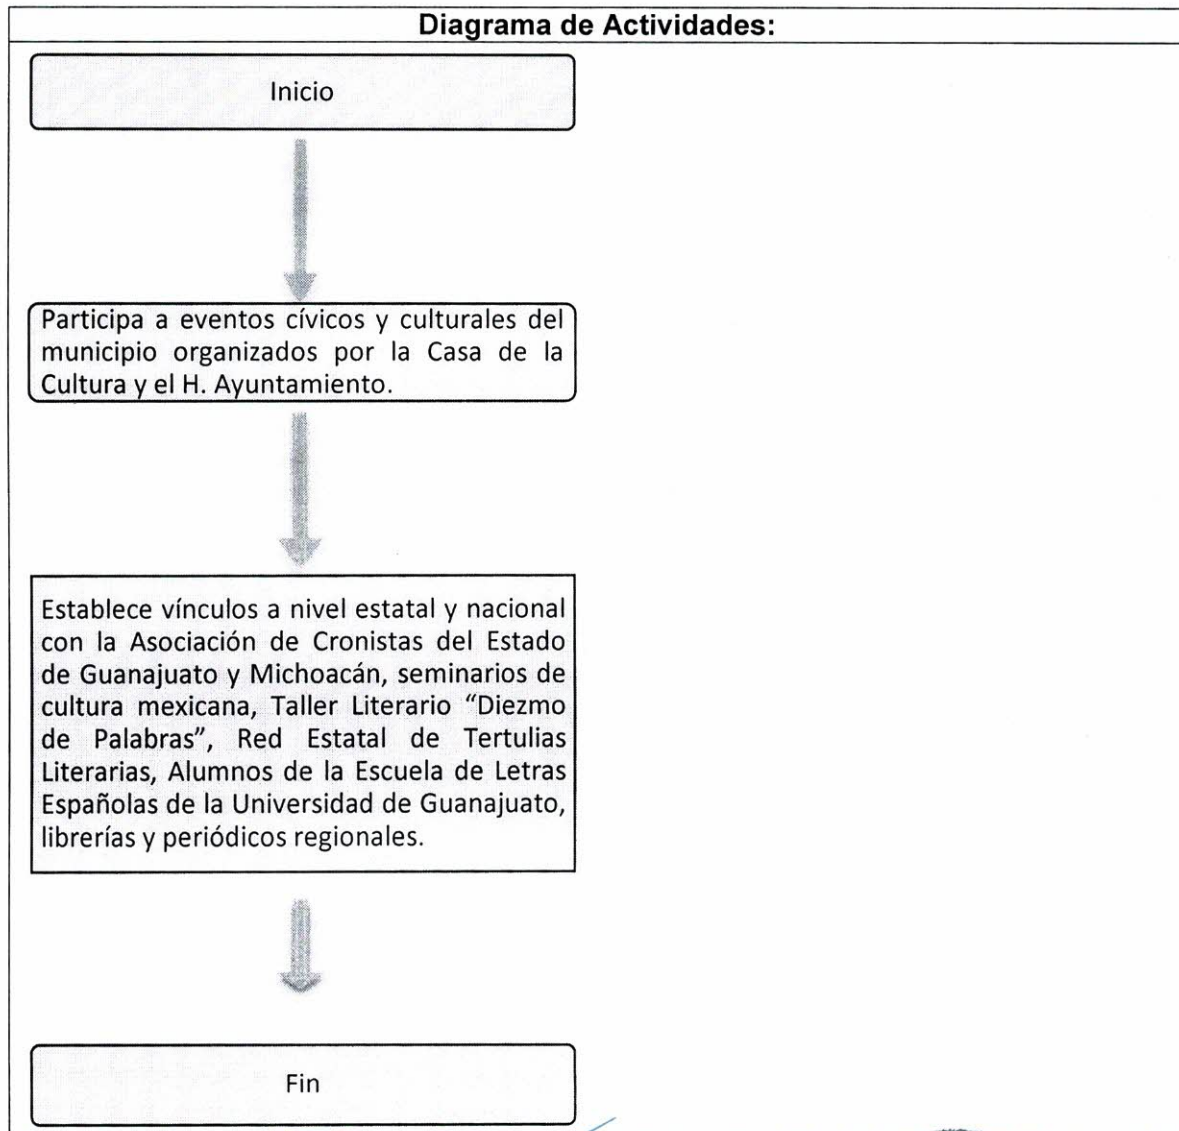 Diagrama de Actividades:
Inicio
Participa a eventos cívicos y culturales del
municipio organizados por la Casa de la
Cultura y el H. Ayuntamiento.
Establece vínculos a nivel estatal y nacional
con la Asociación de Cronistas del Estado
de Guanajuato y Michoacán, seminarios de
cultura mexicana, Taller Literario “Diezmo
de Palabras”, Red Estatal de Tertulias
Literarias, Alumnos de la Escuela de Letras
Españolas de la Universidad de Guanajuato,
librerías y periódicos regionales.
Fin